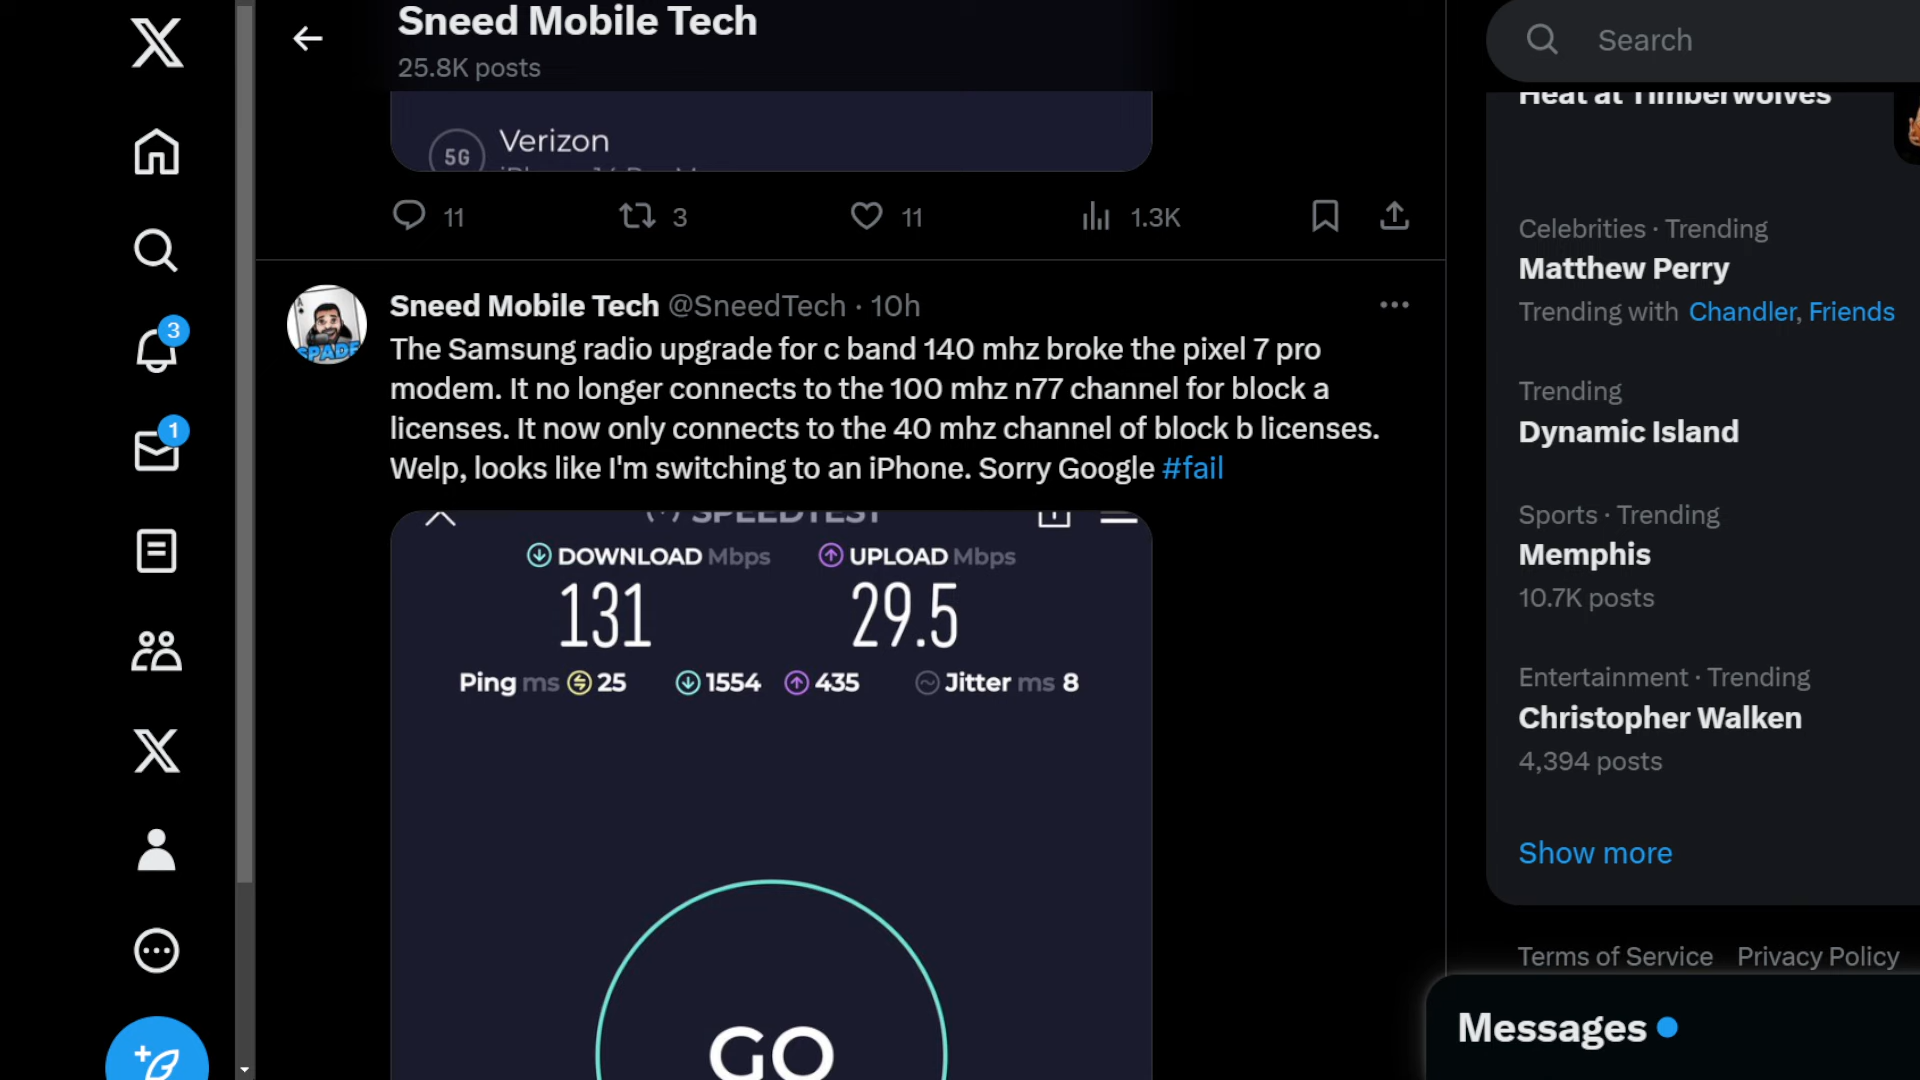 Sneed Mobile Tech
25.8K posts
5G Verizon
11 3 11 1.3K
Sneed Mobile Tech @SneedTech · 10h
The Samsung radio upgrade for c band 140 mhz broke the pixel 7 pro
modem. It no longer connects to the 100 mhz n77 channel for block a
licenses. It now only connects to the 40 mhz channel of block b licenses.
Welp, looks like I'm switching to an iPhone. Sorry Google #fail
SPEEDTEST
DOWNLOAD Mbps UPLOAD Mbps
131 29.5
Ping ms 25 1554 435 Jitter ms 8
GO
3
1
SPADE
Search
Heat at Timberwolves
Celebrities · Trending
Matthew Perry
Trending with Chandler, Friends
Trending
Dynamic Island
Sports · Trending
Memphis
10.7K posts
Entertainment · Trending
Christopher Walken
4,394 posts
Show more
Terms of Service Privacy Policy
Messages